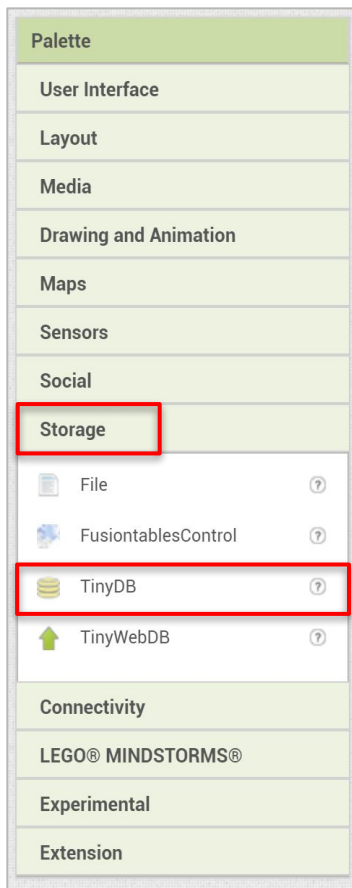 Palette
User Interface
Layout
Media
Drawing and Animation
Maps
Sensors
Social
Storage
File ?
FusiontablesControl ?
TinyDB ?
TinyWebDB ?
Connectivity
LEGO® MINDSTORMS®
Experimental
Extension